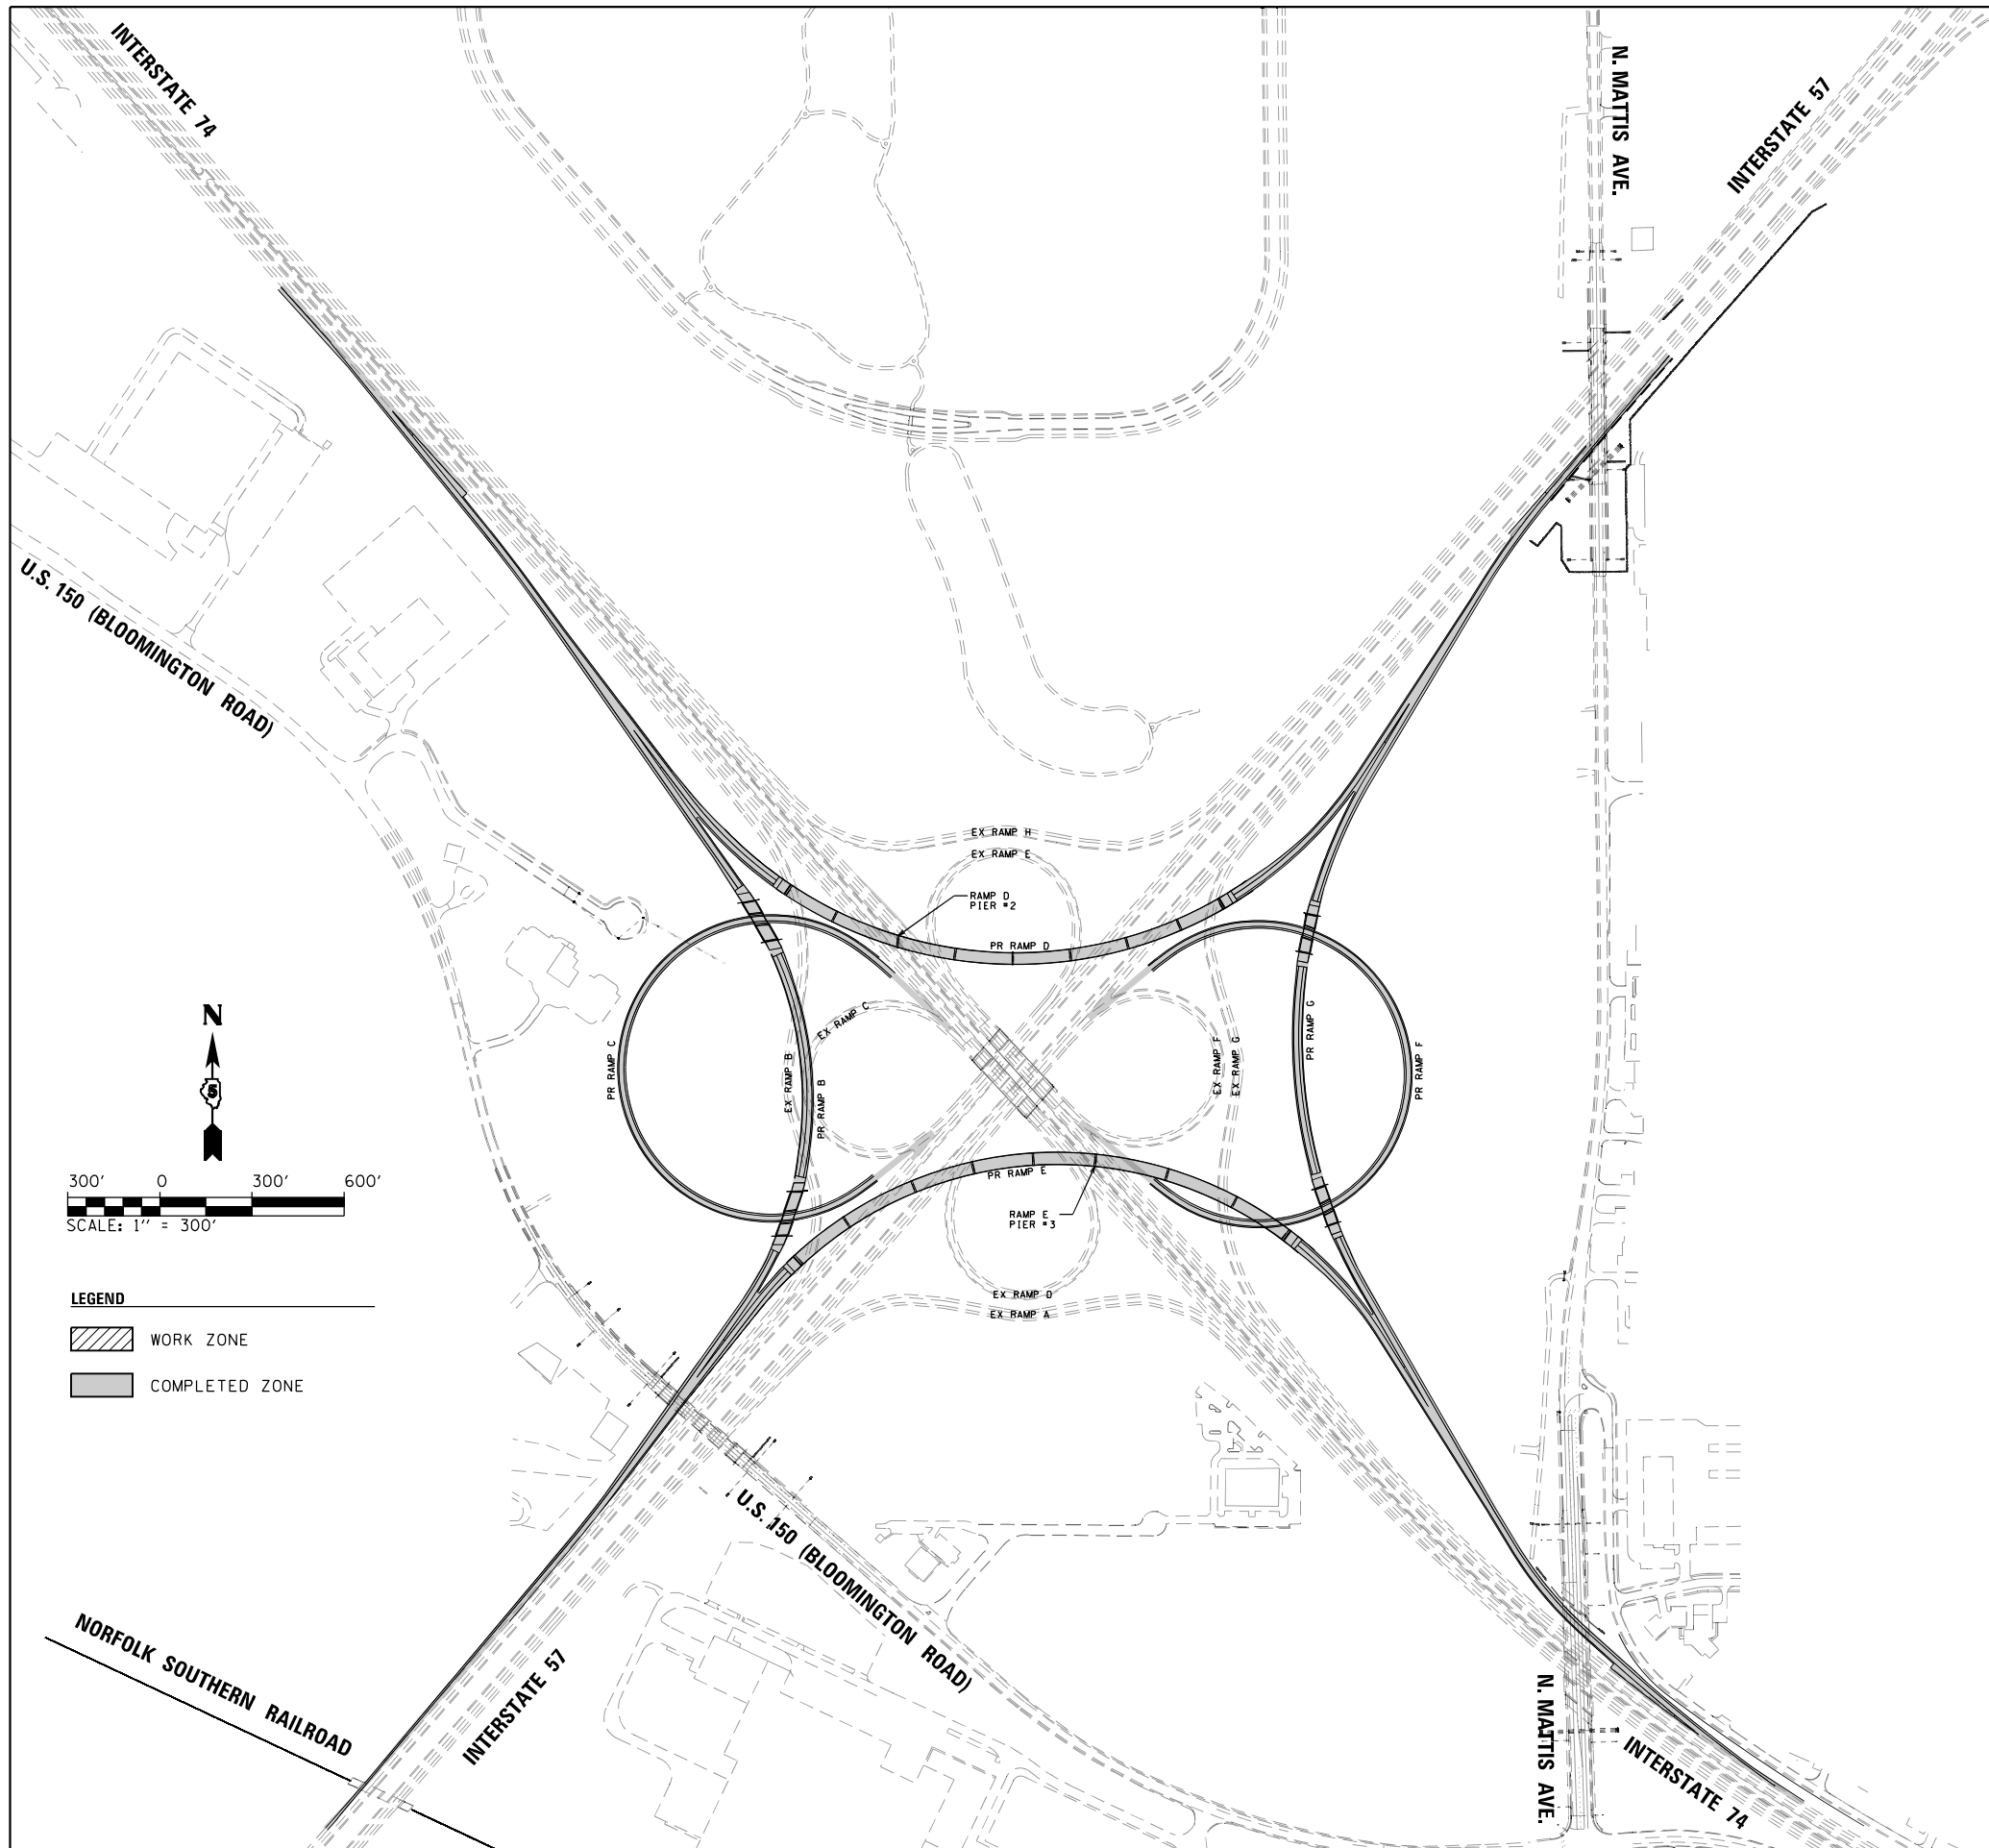 INTERSTATE 74
N. MATTIS AVE.
INTERSTATE 57
U.S. 150 (BLOOMINGTON ROAD)
EX RAMP H
EX RAMP E
RAMP D
PIER #2
PR RAMP D
EX RAMP C
PR RAMP C
EX RAMP B
PR RAMP B
EX RAMP F
EX RAMP G
PR RAMP G
PR RAMP F
N
5
300' 0 300' 600'
SCALE: 1'' = 300'
PR RAMP E
RAMP E
PIER #3
EX RAMP D
EX RAMP A
LEGEND
WORK ZONE
COMPLETED ZONE
U.S. 150 (BLOOMINGTON ROAD)
NORFOLK SOUTHERN RAILROAD
INTERSTATE 57
N. MATTIS AVE.
INTERSTATE 74